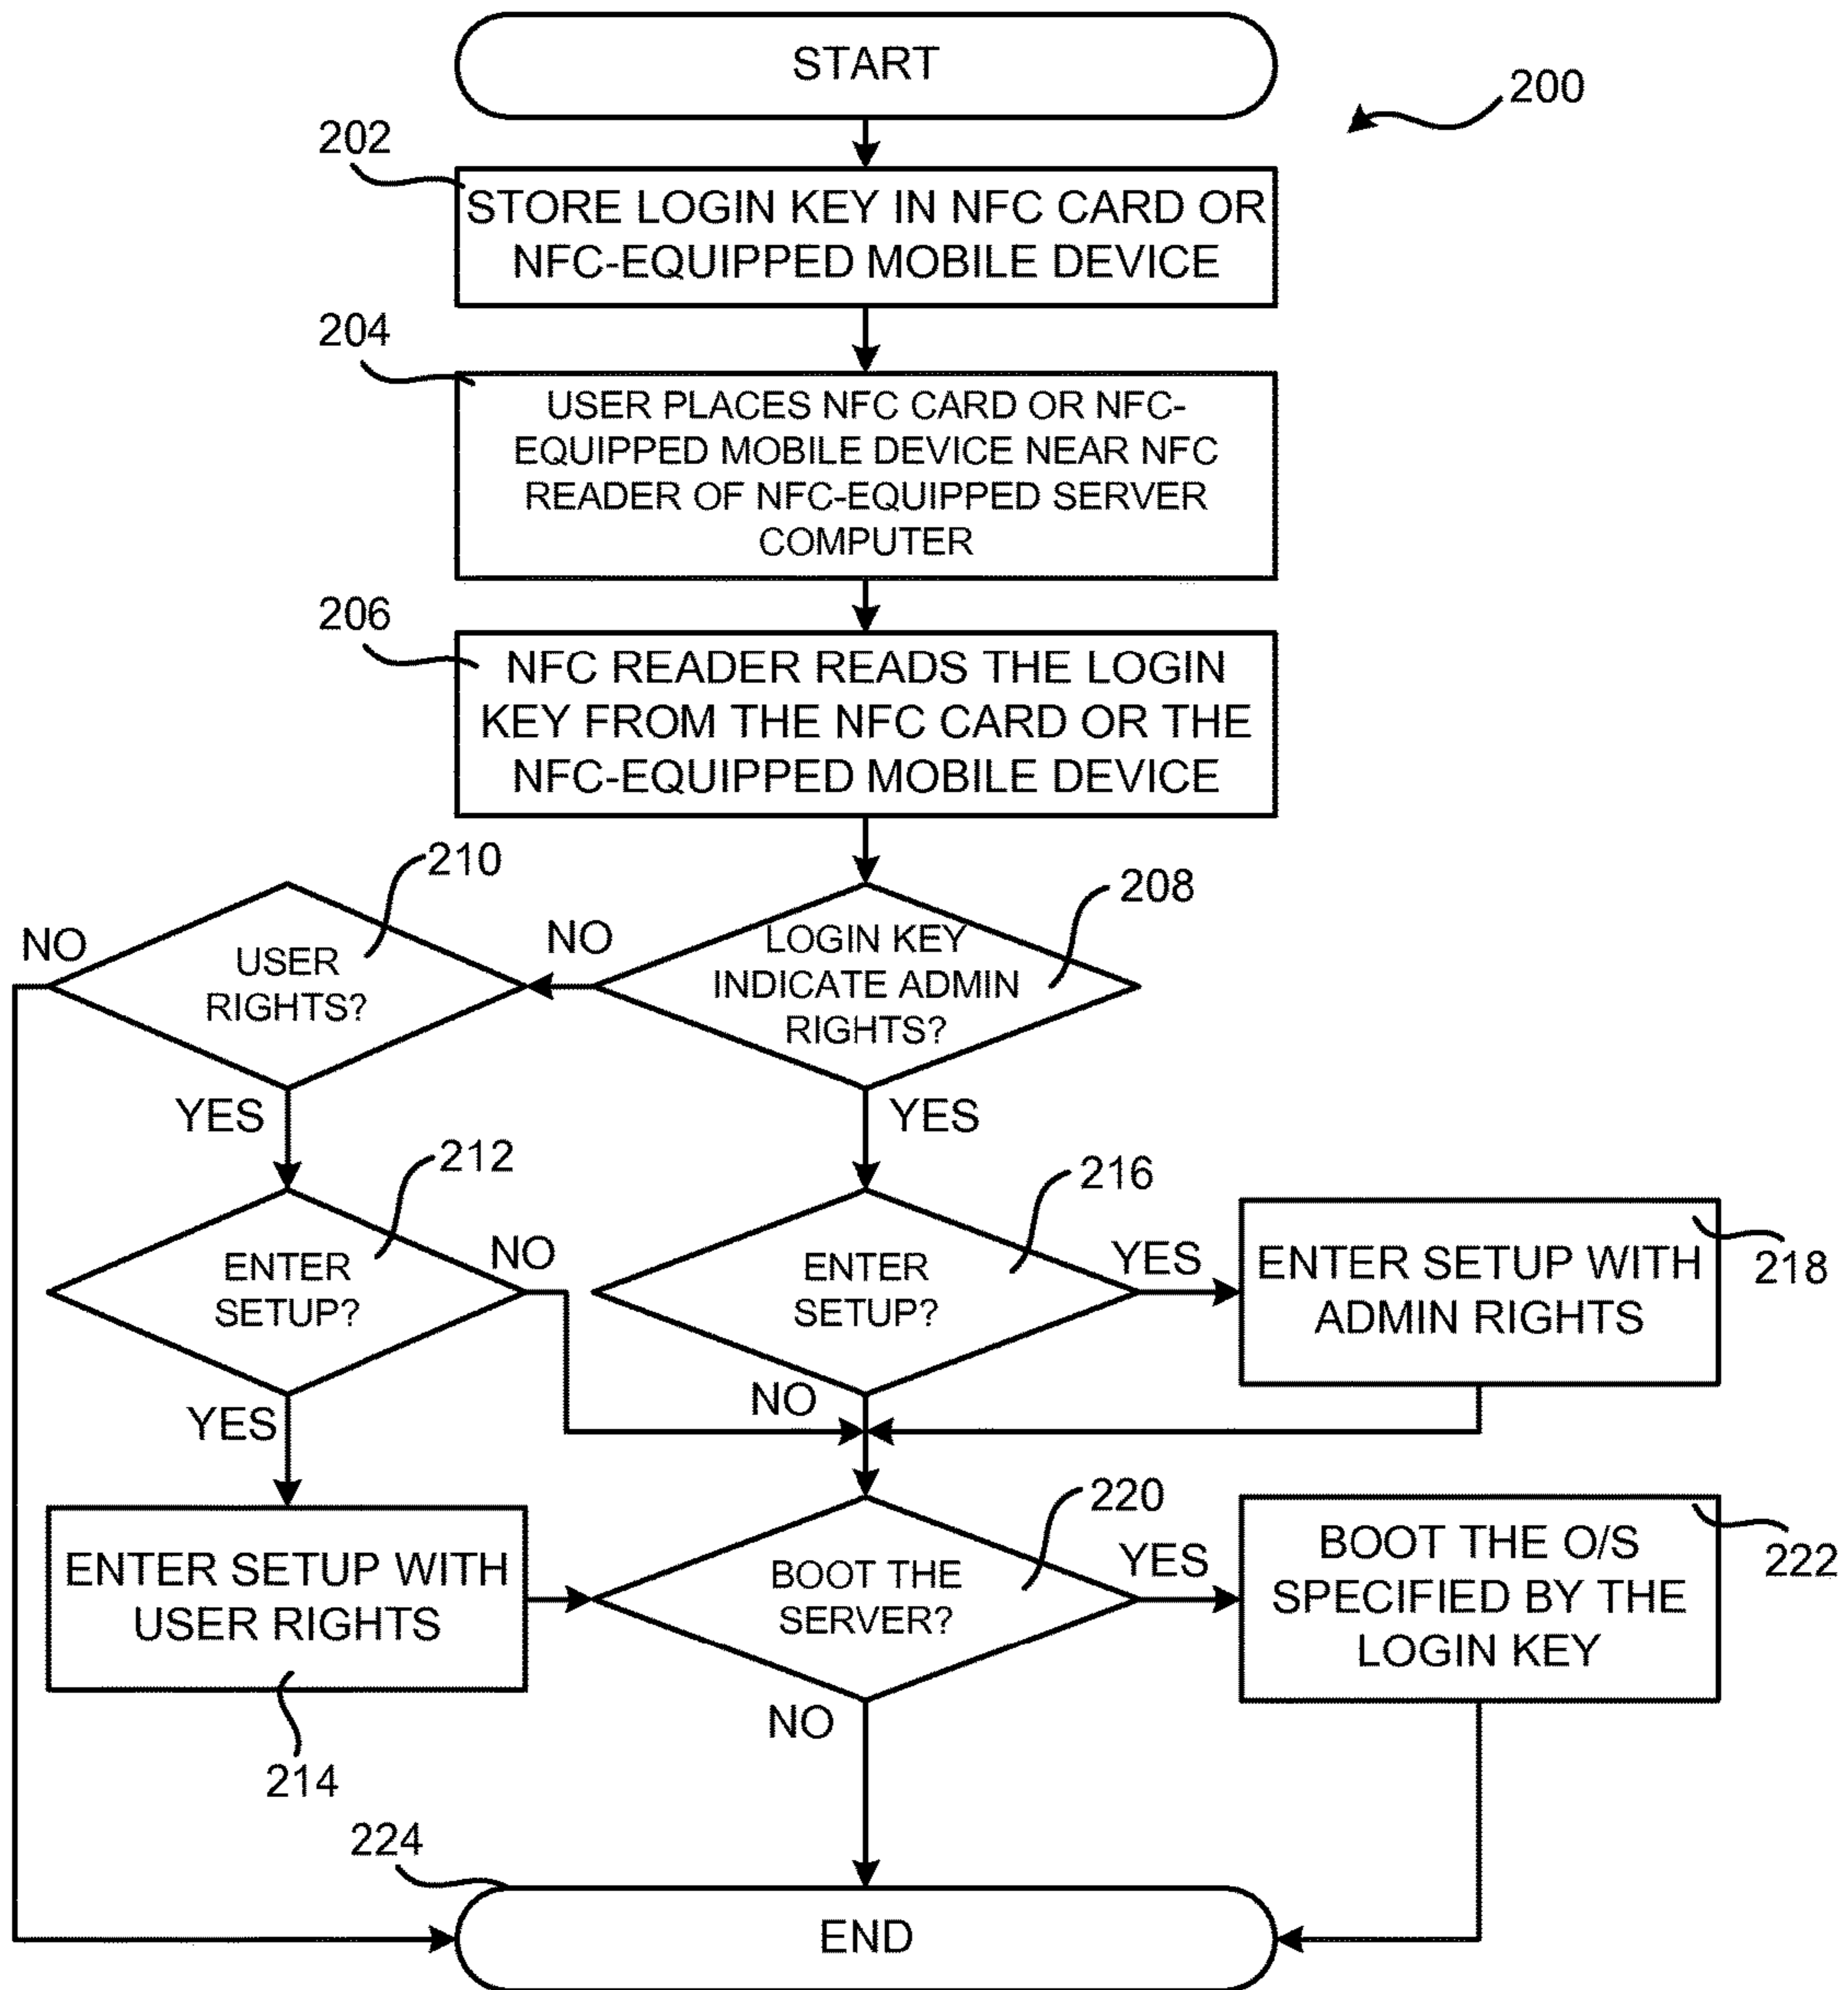 START
200
202
STORE LOGIN KEY IN NFC CARD OR
NFC-EQUIPPED MOBILE DEVICE
204
USER PLACES NFC CARD OR NFC-
EQUIPPED MOBILE DEVICE NEAR NFC
READER OF NFC-EQUIPPED SERVER
COMPUTER
206
NFC READER READS THE LOGIN
KEY FROM THE NFC CARD OR THE
NFC-EQUIPPED MOBILE DEVICE
210
208
NO
USER
RIGHTS?
NO
LOGIN KEY
INDICATE ADMIN
RIGHTS?
YES
YES
212
216
ENTER
SETUP?
NO
ENTER
SETUP?
YES
ENTER SETUP WITH
ADMIN RIGHTS
218
YES
NO
220
ENTER SETUP WITH
USER RIGHTS
214
BOOT THE
SERVER?
YES
BOOT THE O/S
SPECIFIED BY THE
LOGIN KEY
222
NO
224
END